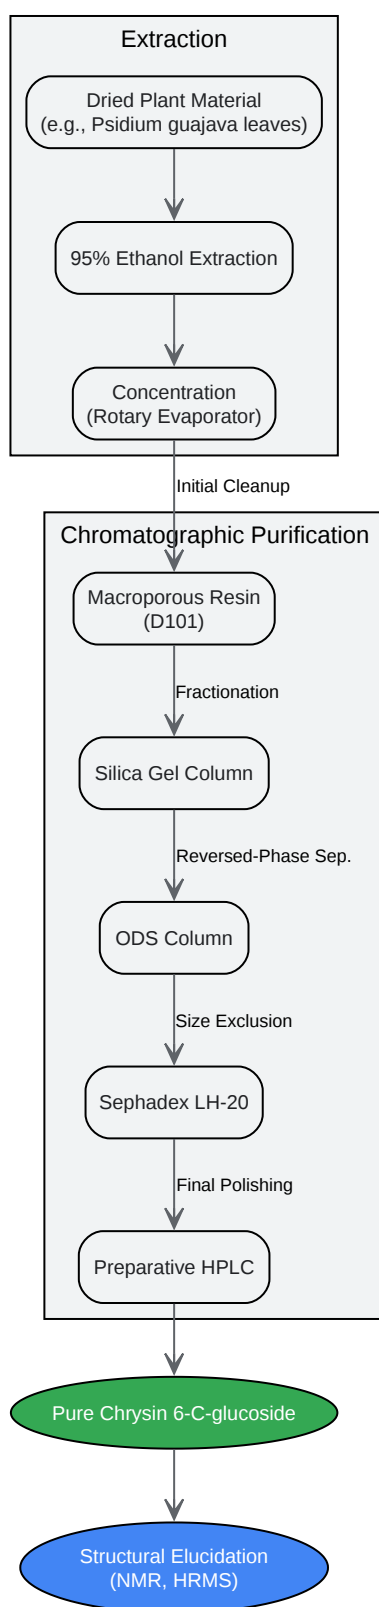 Extraction
Dried Plant Material
(e.g., Psidium guajava leaves)
95% Ethanol Extraction
Concentration
(Rotary Evaporator)
Initial Cleanup
Chromatographic Purification
Macroporous Resin
(D101)
Fractionation
Silica Gel Column
Reversed-Phase Sep.
ODS Column
Size Exclusion
Sephadex LH-20
Final Polishing
Preparative HPLC
Pure Chrysin 6-C-glucoside
Structural Elucidation
(NMR, HRMS)